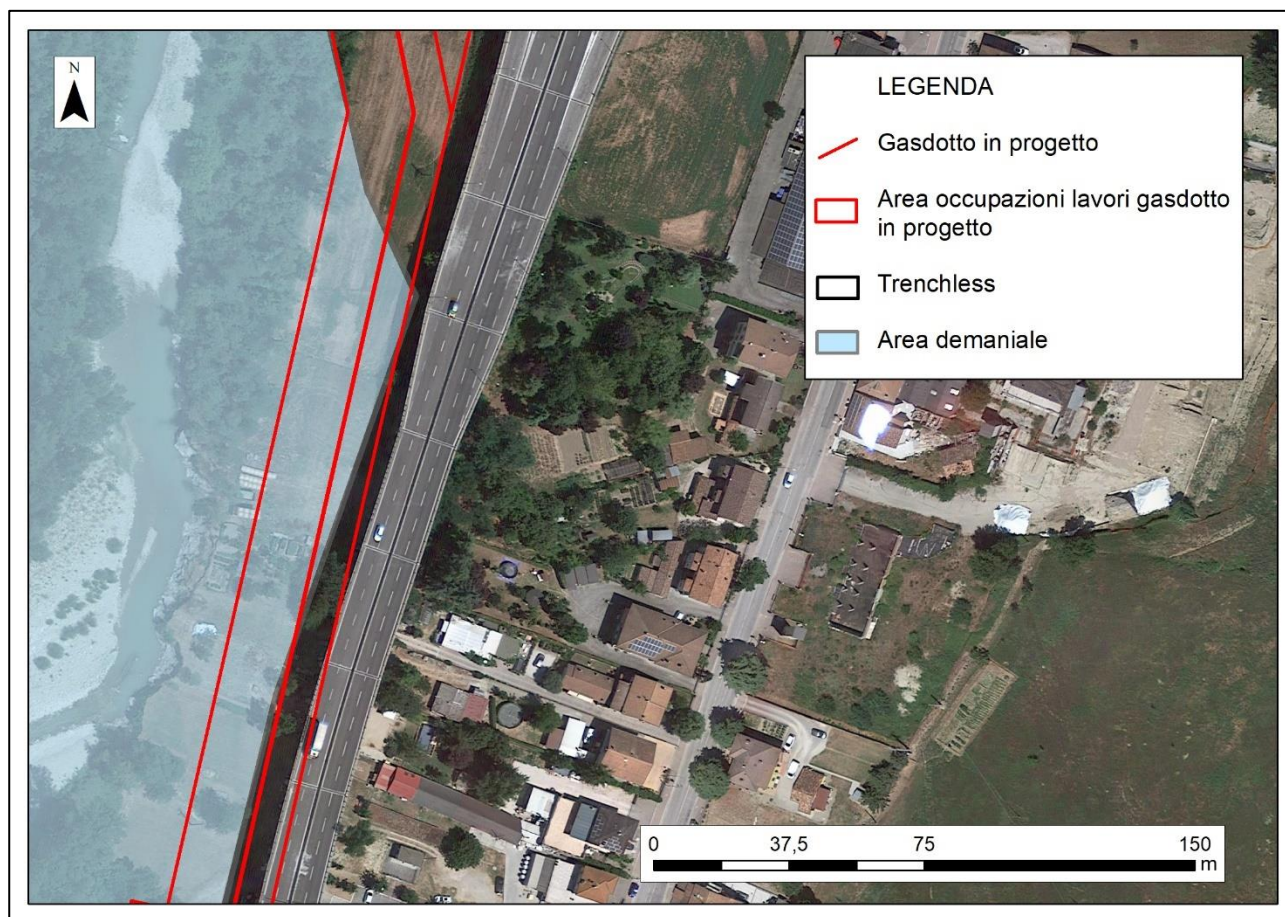 N
LEGENDA
Gasdotto in progetto
Area occupazioni lavori gasdotto
in progetto
Trenchless
Area demaniale
0 37,5 75 150
m